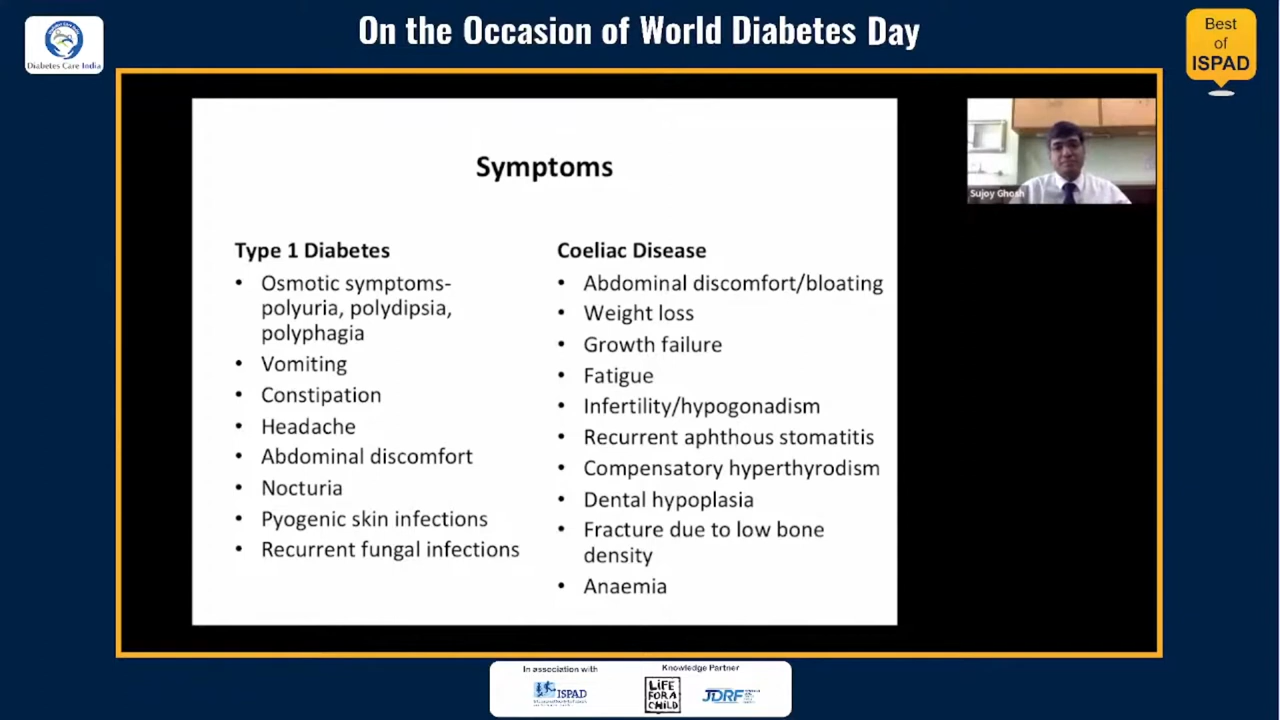 On the Occasion of World Diabetes Day
Diabetes Care India
Best
of
ISPAD
Symptoms
Type 1 Diabetes
• Osmotic symptoms-
polyuria, polydipsia,
polyphagia
• Vomiting
• Constipation
• Headache
• Abdominal discomfort
• Nocturia
• Pyogenic skin infections
• Recurrent fungal infections
Coeliac Disease
• Abdominal discomfort/bloating
• Weight loss
• Growth failure
• Fatigue
• Infertility/hypogonadism
• Recurrent aphthous stomatitis
• Compensatory hyperthyrodism
• Dental hypoplasia
• Fracture due to low bone
density
• Anaemia
Sujoy Ghosh
In association with
ISPAD
Knowledge Partner
LiFE
FOR A
CHILD
JDRF